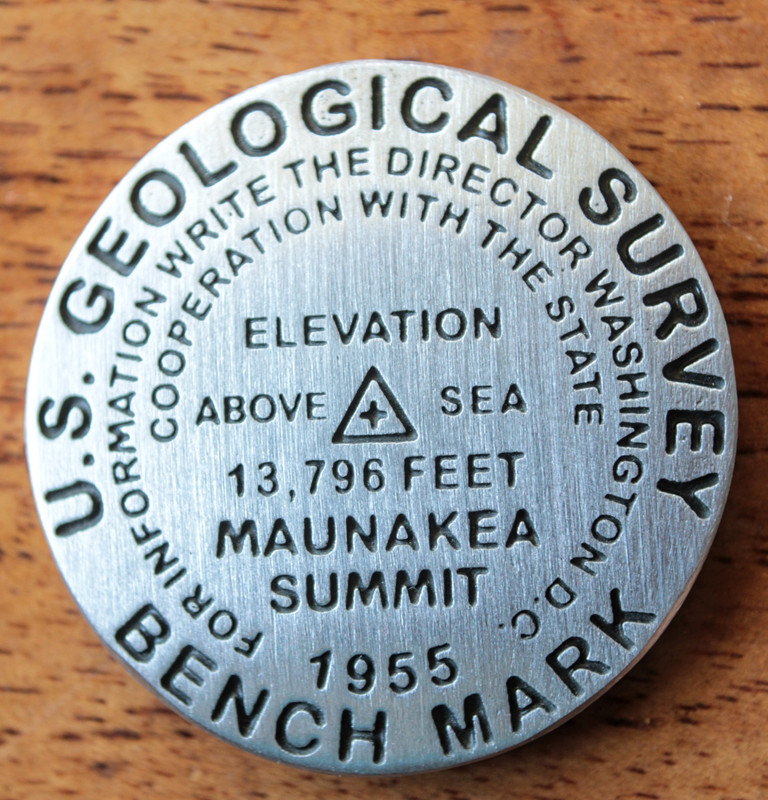 U.S. GEOLOGICAL SURVEY
FOR INFORMATION WRITE THE DIRECTOR WASHINGTON D.C.
COOPERATION WITH THE STATE
ELEVATION
ABOVE SEA
13,796 FEET
MAUNAKEA
SUMMIT
1955
BENCH MARK